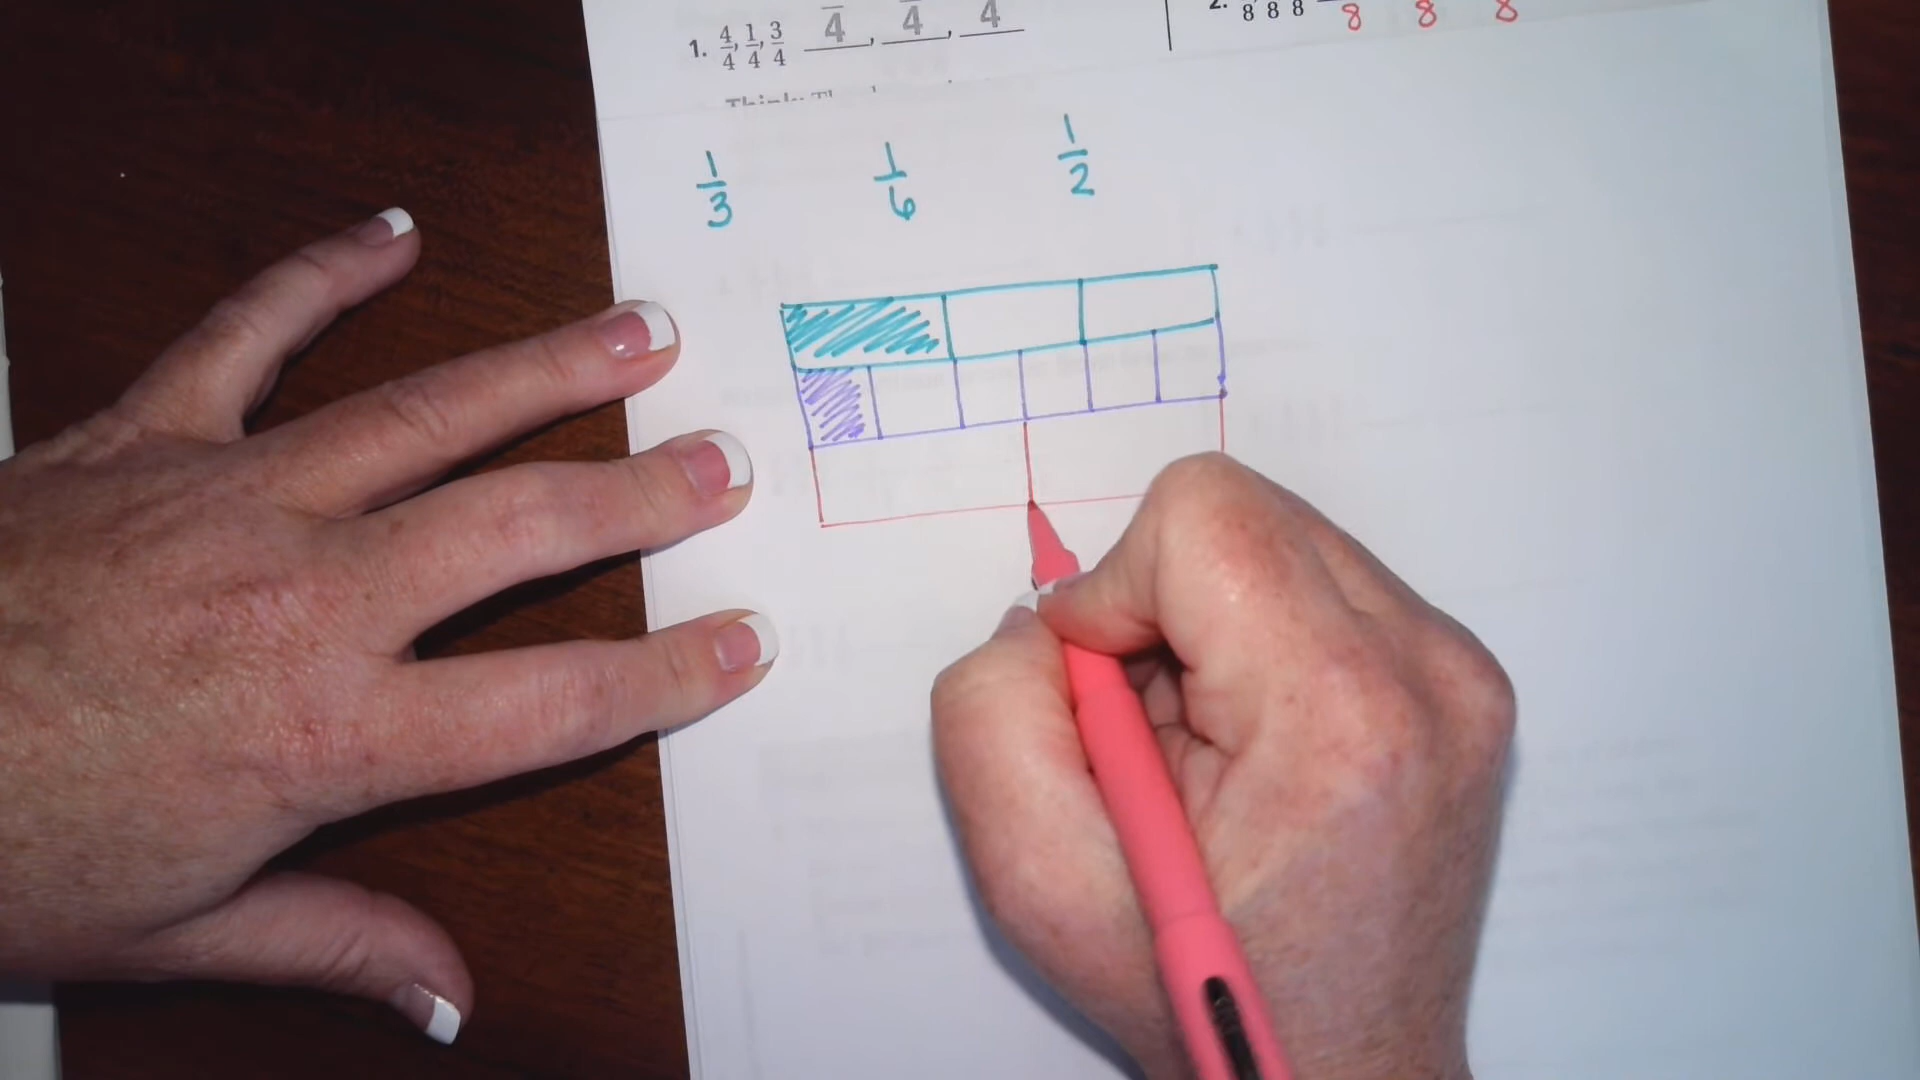 1. 4/4, 1/4, 3/4 4, 4, 4
2. 8 8 8 8 8 8
1/3 1/6 1/2